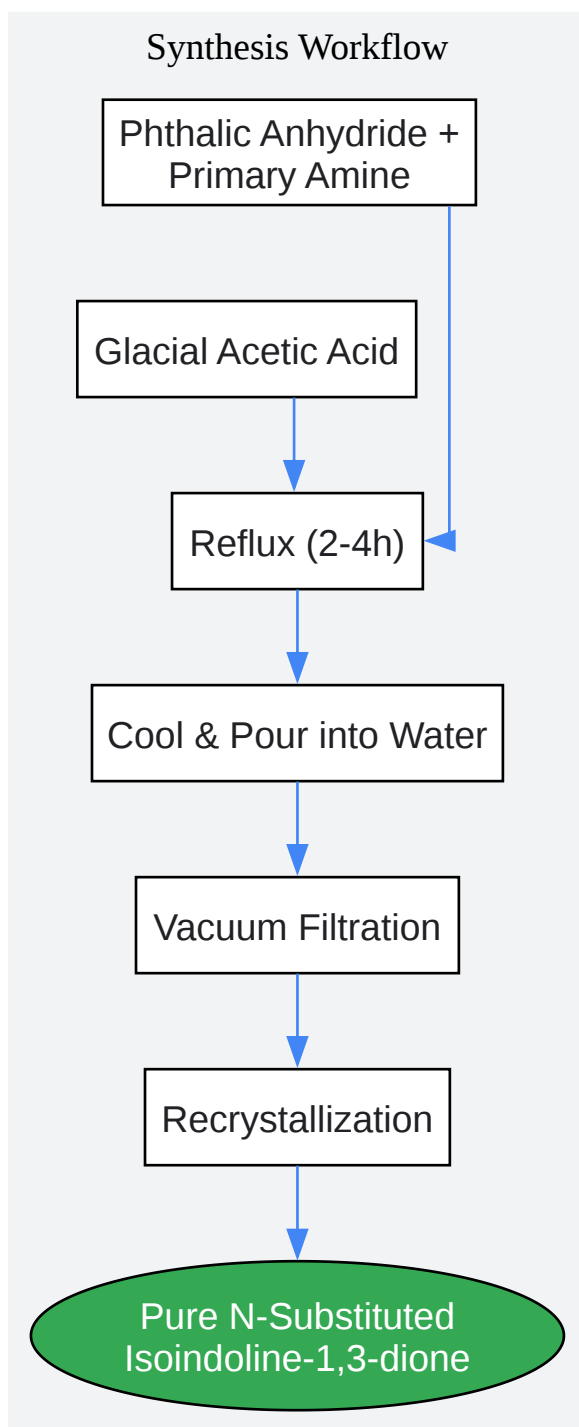 Synthesis Workflow
Phthalic Anhydride +
Primary Amine
Glacial Acetic Acid
Reflux (2-4h)
Cool & Pour into Water
Vacuum Filtration
Recrystallization
Pure N-Substituted
Isoindoline-1,3-dione